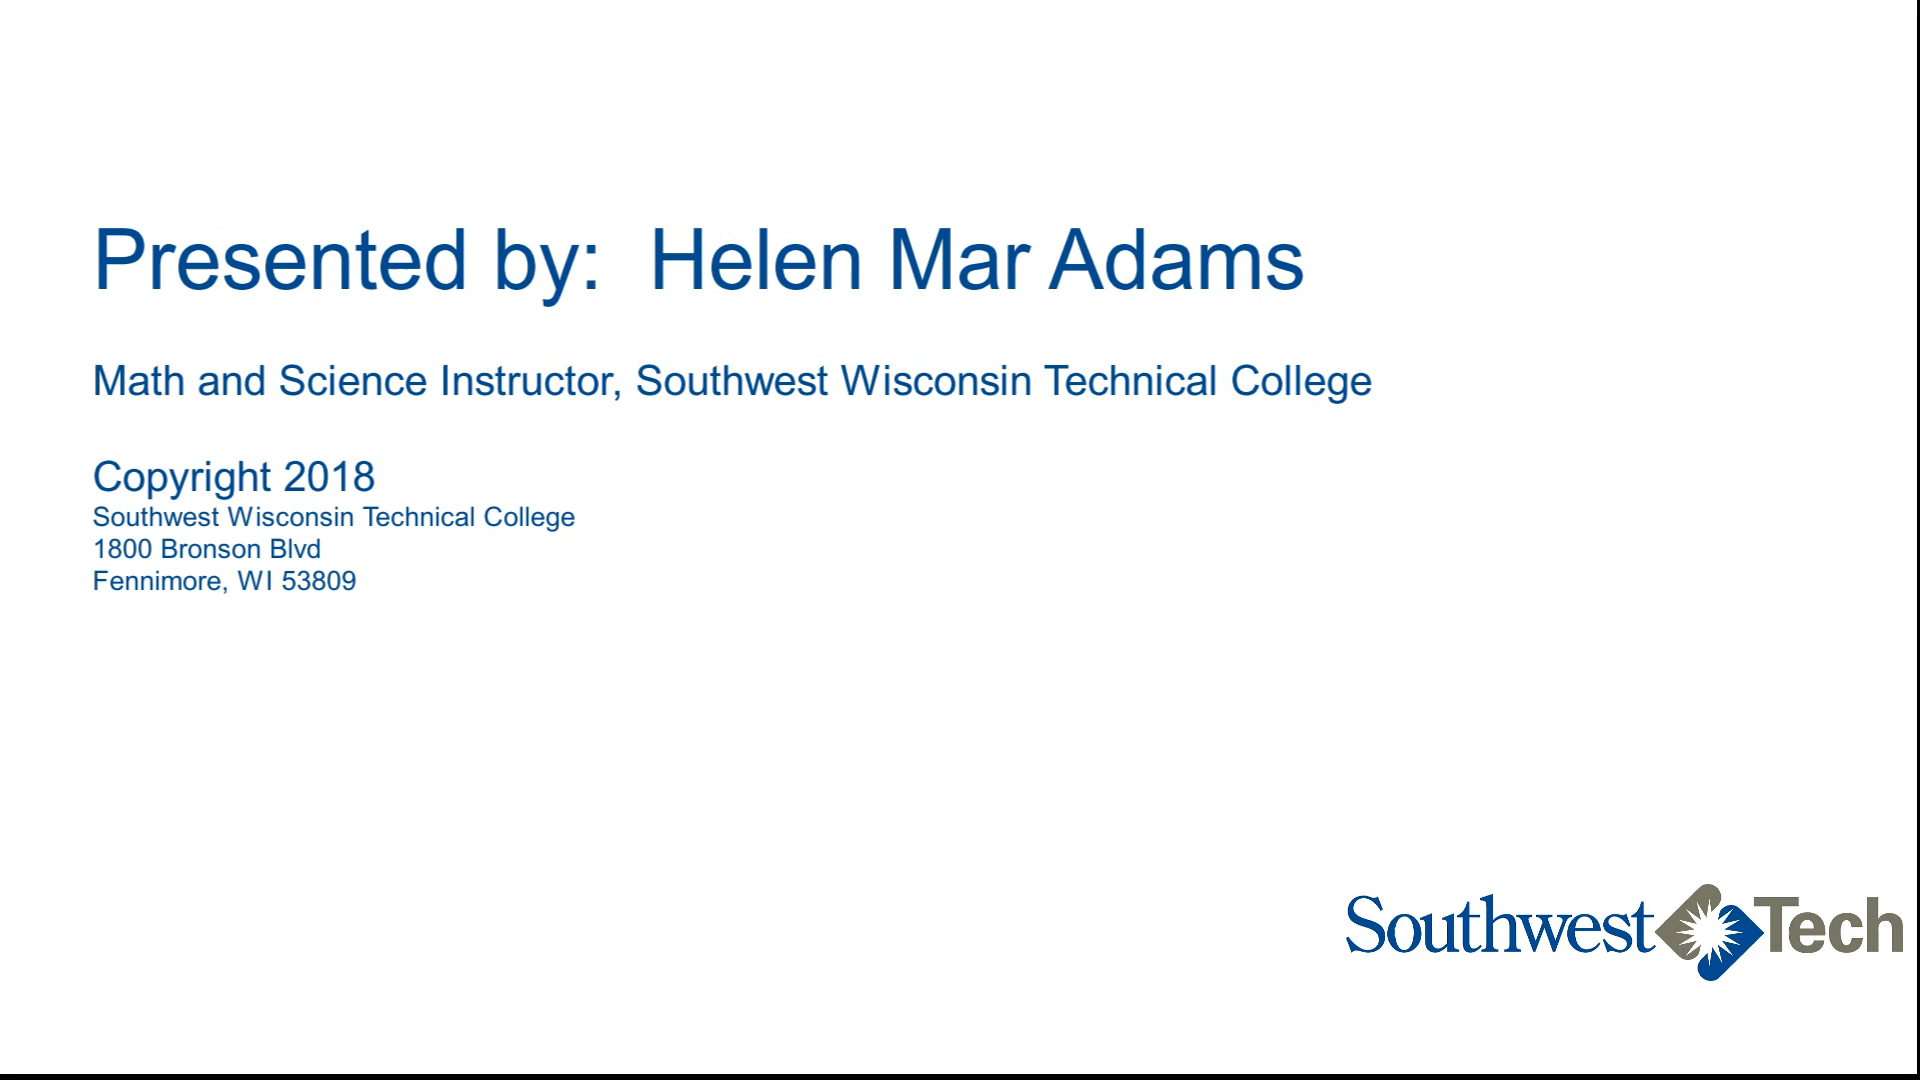 Presented by:  Helen Mar Adams
Math and Science Instructor, Southwest Wisconsin Technical College
Copyright 2018
Southwest Wisconsin Technical College
1800 Bronson Blvd
Fennimore, WI 53809
Southwest Tech